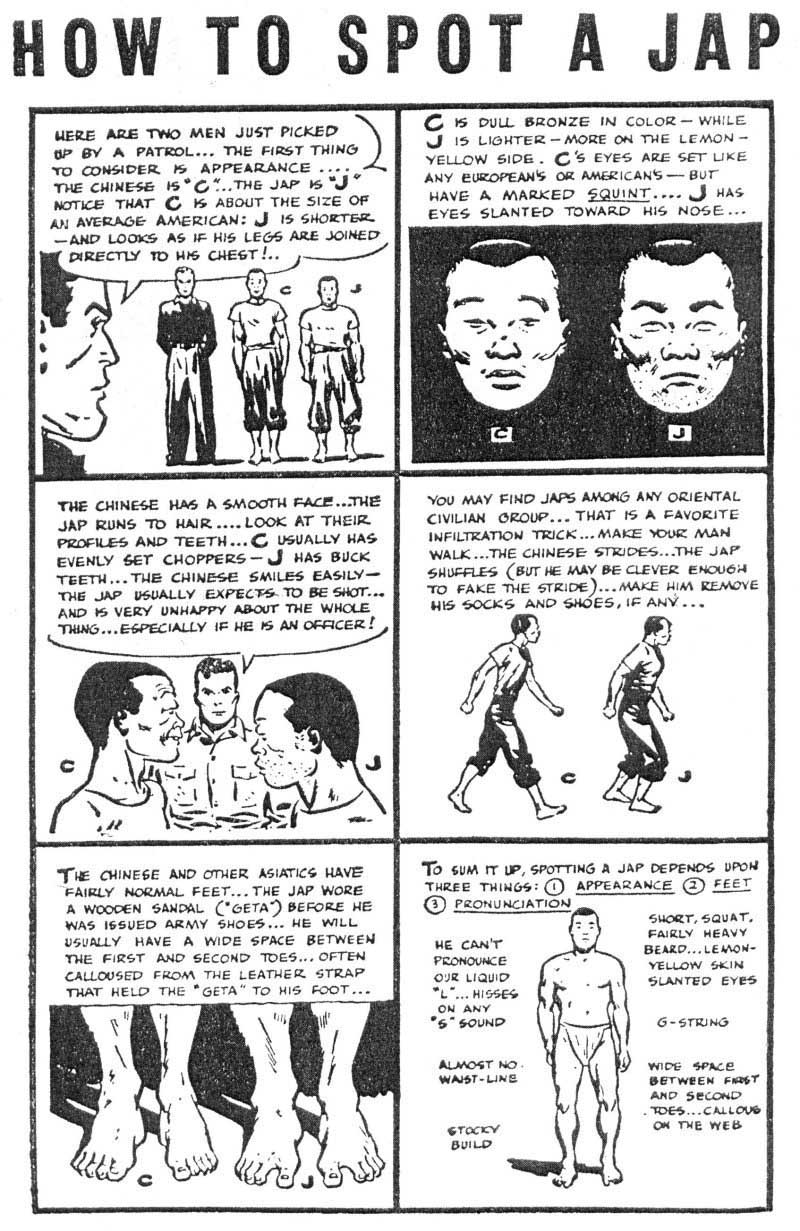 HOW TO SPOT A JAP
HERE ARE TWO MEN JUST PICKED
UP BY A PATROL... THE FIRST THING
TO CONSIDER IS APPEARANCE ....
THE CHINESE IS "C"...THE JAP IS "J"
NOTICE THAT C IS ABOUT THE SIZE OF
AN AVERAGE AMERICAN: J IS SHORTER
—AND LOOKS AS IF HIS LEGS ARE JOINED
DIRECTLY TO HIS CHEST!..
C
J
C IS DULL BRONZE IN COLOR — WHILE
J IS LIGHTER — MORE ON THE LEMON-
YELLOW SIDE. C'S EYES ARE SET LIKE
ANY EUROPEAN'S OR AMERICAN'S — BUT
HAVE A MARKED SQUINT.... J HAS
EYES SLANTED TOWARD HIS NOSE...
C
J
THE CHINESE HAS A SMOOTH FACE...THE
JAP RUNS TO HAIR....LOOK AT THEIR
PROFILES AND TEETH... C USUALLY HAS
EVENLY SET CHOPPERS — J HAS BUCK
TEETH... THE CHINESE SMILES EASILY—
THE JAP USUALLY EXPECTS TO BE SHOT...
AND IS VERY UNHAPPY ABOUT THE WHOLE
THING...ESPECIALLY IF HE IS AN OFFICER!
C
J
YOU MAY FIND JAPS AMONG ANY ORIENTAL
CIVILIAN GROUP... THAT IS A FAVORITE
INFILTRATION TRICK...MAKE YOUR MAN
WALK...THE CHINESE STRIDES...THE JAP
SHUFFLES (BUT HE MAY BE CLEVER ENOUGH
TO FAKE THE STRIDE)...MAKE HIM REMOVE
HIS SOCKS AND SHOES, IF ANY...
C
J
THE CHINESE AND OTHER ASIATICS HAVE
FAIRLY NORMAL FEET... THE JAP WORE
A WOODEN SANDAL ("GETA") BEFORE HE
WAS ISSUED ARMY SHOES... HE WILL
USUALLY HAVE A WIDE SPACE BETWEEN
THE FIRST AND SECOND TOES... OFTEN
CALLOUSED FROM THE LEATHER STRAP
THAT HELD THE "GETA" TO HIS FOOT...
C
J
TO SUM IT UP, SPOTTING A JAP DEPENDS UPON
THREE THINGS: ① APPEARANCE ② FEET
③ PRONUNCIATION
HE CAN'T
PRONOUNCE
OUR LIQUID
"L"... HISSES
ON ANY
"S" SOUND
ALMOST NO
WAIST-LINE
STOCKY
BUILD
SHORT, SQUAT,
FAIRLY HEAVY
BEARD...LEMON-
YELLOW SKIN
SLANTED EYES
G-STRING
WIDE SPACE
BETWEEN FIRST
AND SECOND
TOES...CALLOUS
ON THE WEB